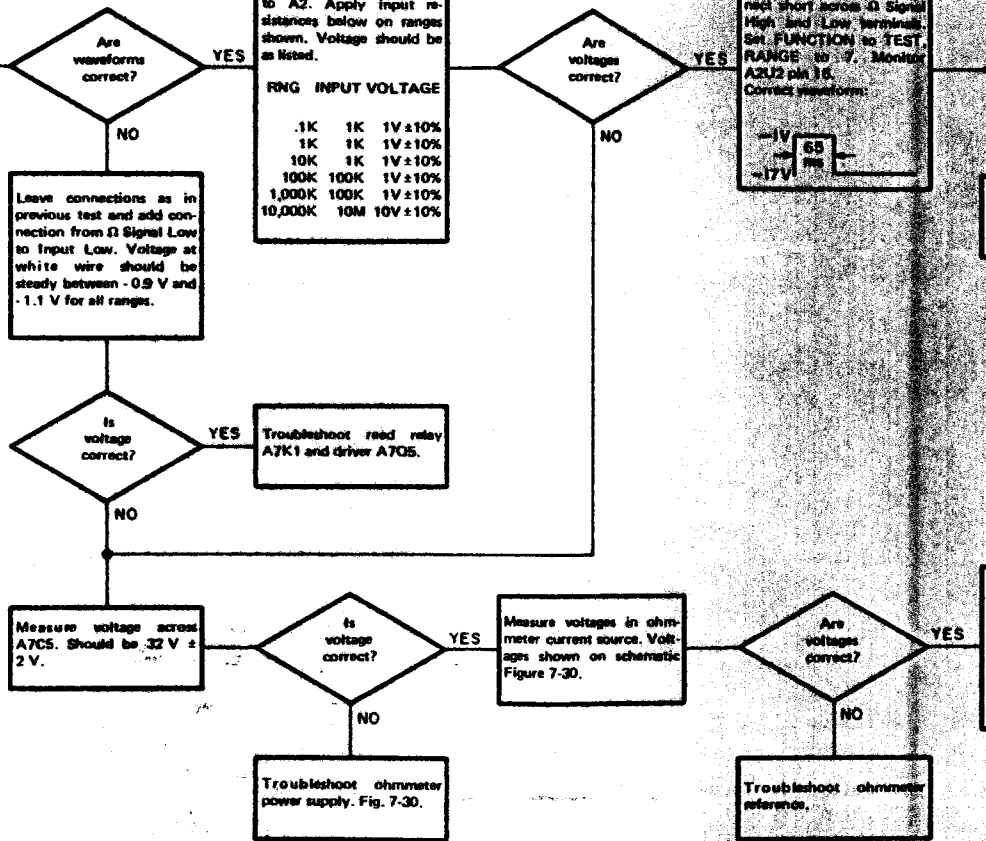 to A2. Apply input re-
sistances below on ranges
shown. Voltage should be
as listed.
RNG INPUT VOLTAGE
.1K 1K 1V ±10%
1K 1K 1V ±10%
10K 1K 1V ±10%
100K 100K 1V ±10%
1,000K 100K 1V ±10%
10,000K 10M 10V ±10%
nect short across Ω Signal
High and Low terminals.
Set FUNCTION to TEST,
RANGE to 7. Monitor
A2U2 pin 16.
Correct waveform:
-1V
65
ms
-17V
Are
waveforms
correct?
YES
NO
Are
voltages
correct?
YES
NO
Leave connections as in
previous test and add con-
nection from Ω Signal Low
to Input Low. Voltage at
white wire should be
steady between - 0.9 V and
- 1.1 V for all ranges.
Is
voltage
correct?
YES
NO
Troubleshoot reed relay
A7K1 and driver A7Q5.
Measure voltage across
A7C5. Should be 32 V ±
2 V.
Is
voltage
correct?
YES
NO
Measure voltages in ohm-
meter current source. Volt-
ages shown on schematic
Figure 7-30.
Are
voltages
correct?
YES
NO
Troubleshoot ohmmeter
power supply. Fig. 7-30.
Troubleshoot ohmmeter
reference.